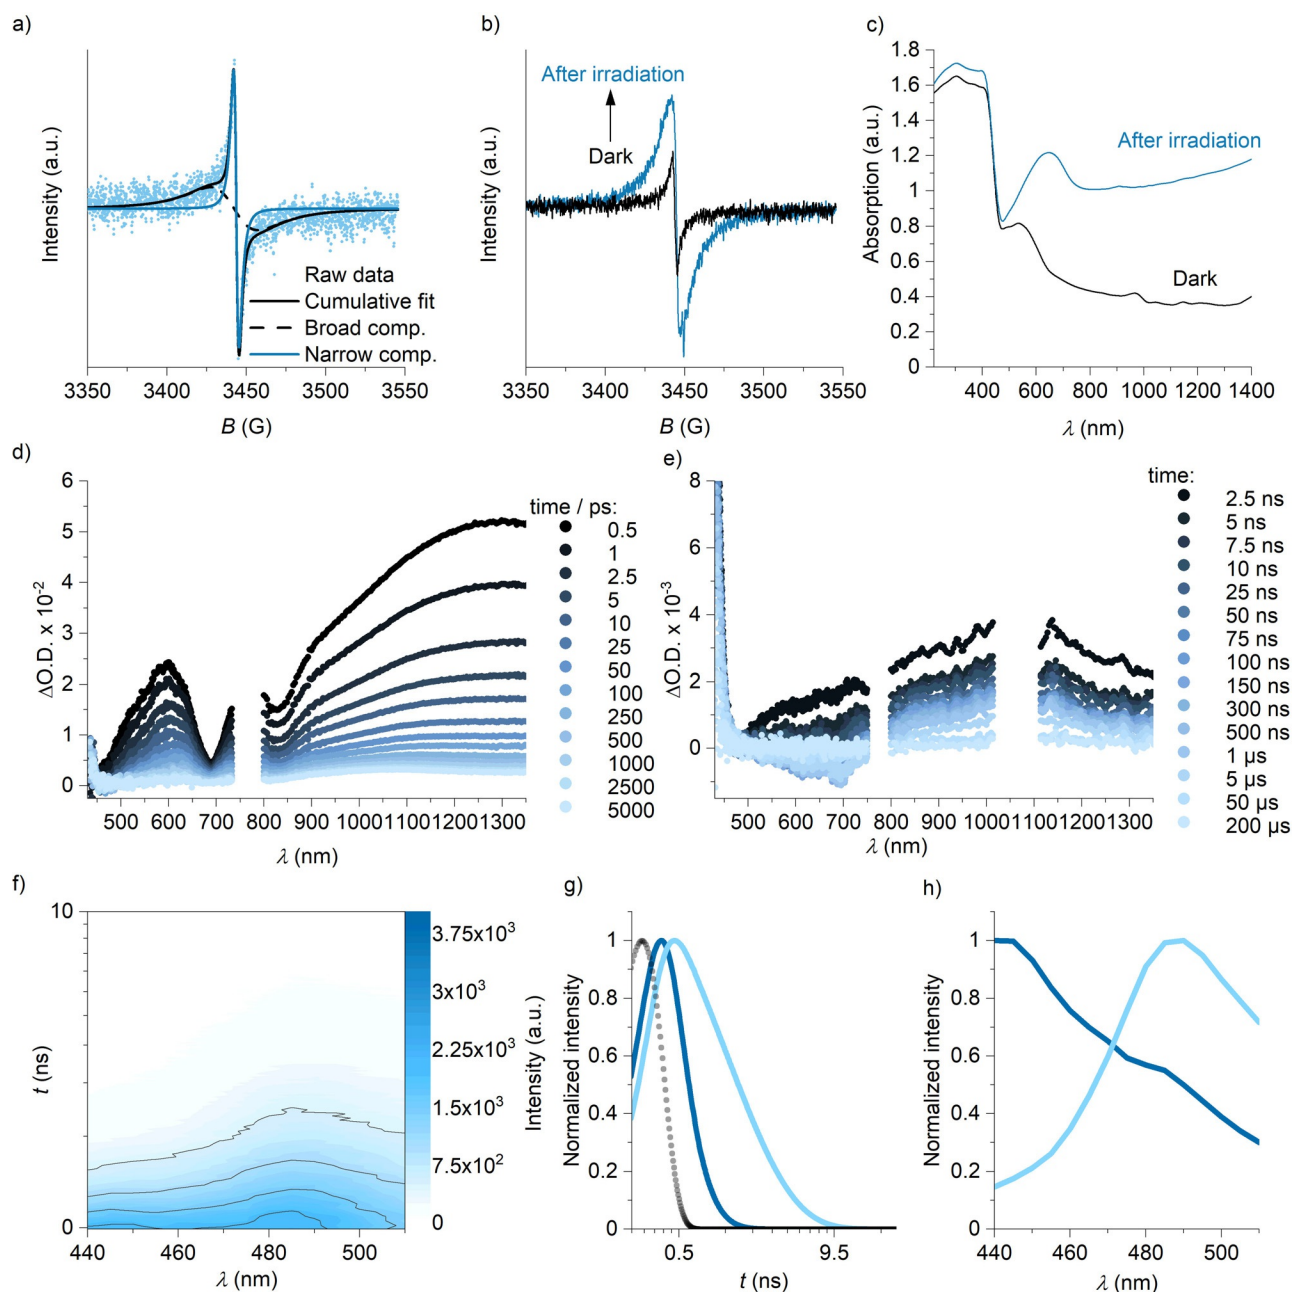 a)
Intensity (a.u.)
Raw data
Cumulative fit
Broad comp.
Narrow comp.
3350 3400 3450 3500 3550
B (G)
b)
Intensity (a.u.)
After irradiation
Dark
3350 3400 3450 3500 3550
B (G)
c)
Absorption (a.u.)
1.8
1.6
1.4
1.2
1
0.8
0.6
0.4
0.2
0
After irradiation
Dark
400 600 800 1000 1200 1400
λ (nm)
d)
ΔO.D. x 10⁻²
6
5
4
3
2
1
0
500 600 700 800 900 1000 1100 1200 1300
λ (nm)
time / ps:
0.5
1
2.5
5
10
25
50
100
250
500
1000
2500
5000
e)
ΔO.D. x 10⁻³
8
6
4
2
0
500 600 700 800 900 1000 1100 1200 1300
λ (nm)
time:
2.5 ns
5 ns
7.5 ns
10 ns
25 ns
50 ns
75 ns
100 ns
150 ns
300 ns
500 ns
1 µs
5 µs
50 µs
200 µs
f)
t (ns)
10
0
440 460 480 500
λ (nm)
3.75x10³
3x10³
2.25x10³
1.5x10³
7.5x10²
0
Intensity (a.u.)
g)
Normalized intensity
1
0.8
0.6
0.4
0.2
0
0.5 9.5
t (ns)
h)
Normalized intensity
1
0.8
0.6
0.4
0.2
0
440 460 480 500
λ (nm)